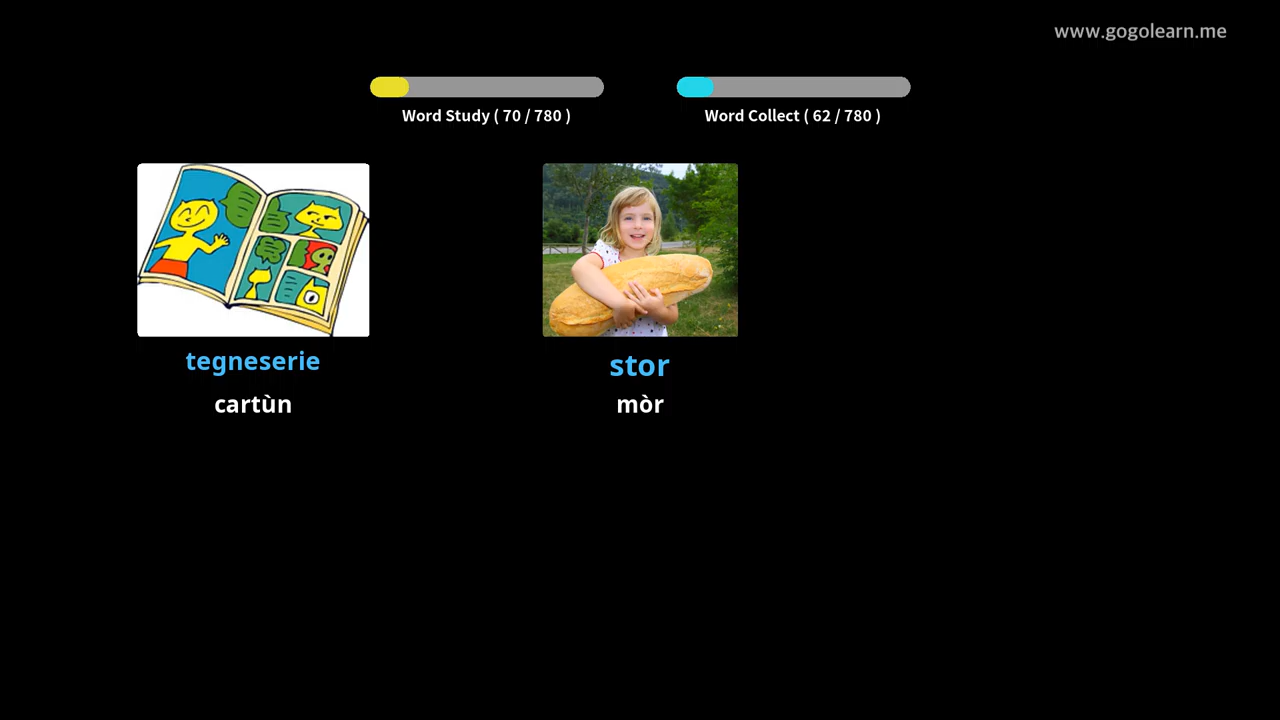 www.gogolearn.me
Word Study ( 70 / 780 )
Word Collect ( 62 / 780 )
tegneserie
cartùn
stor
mòr